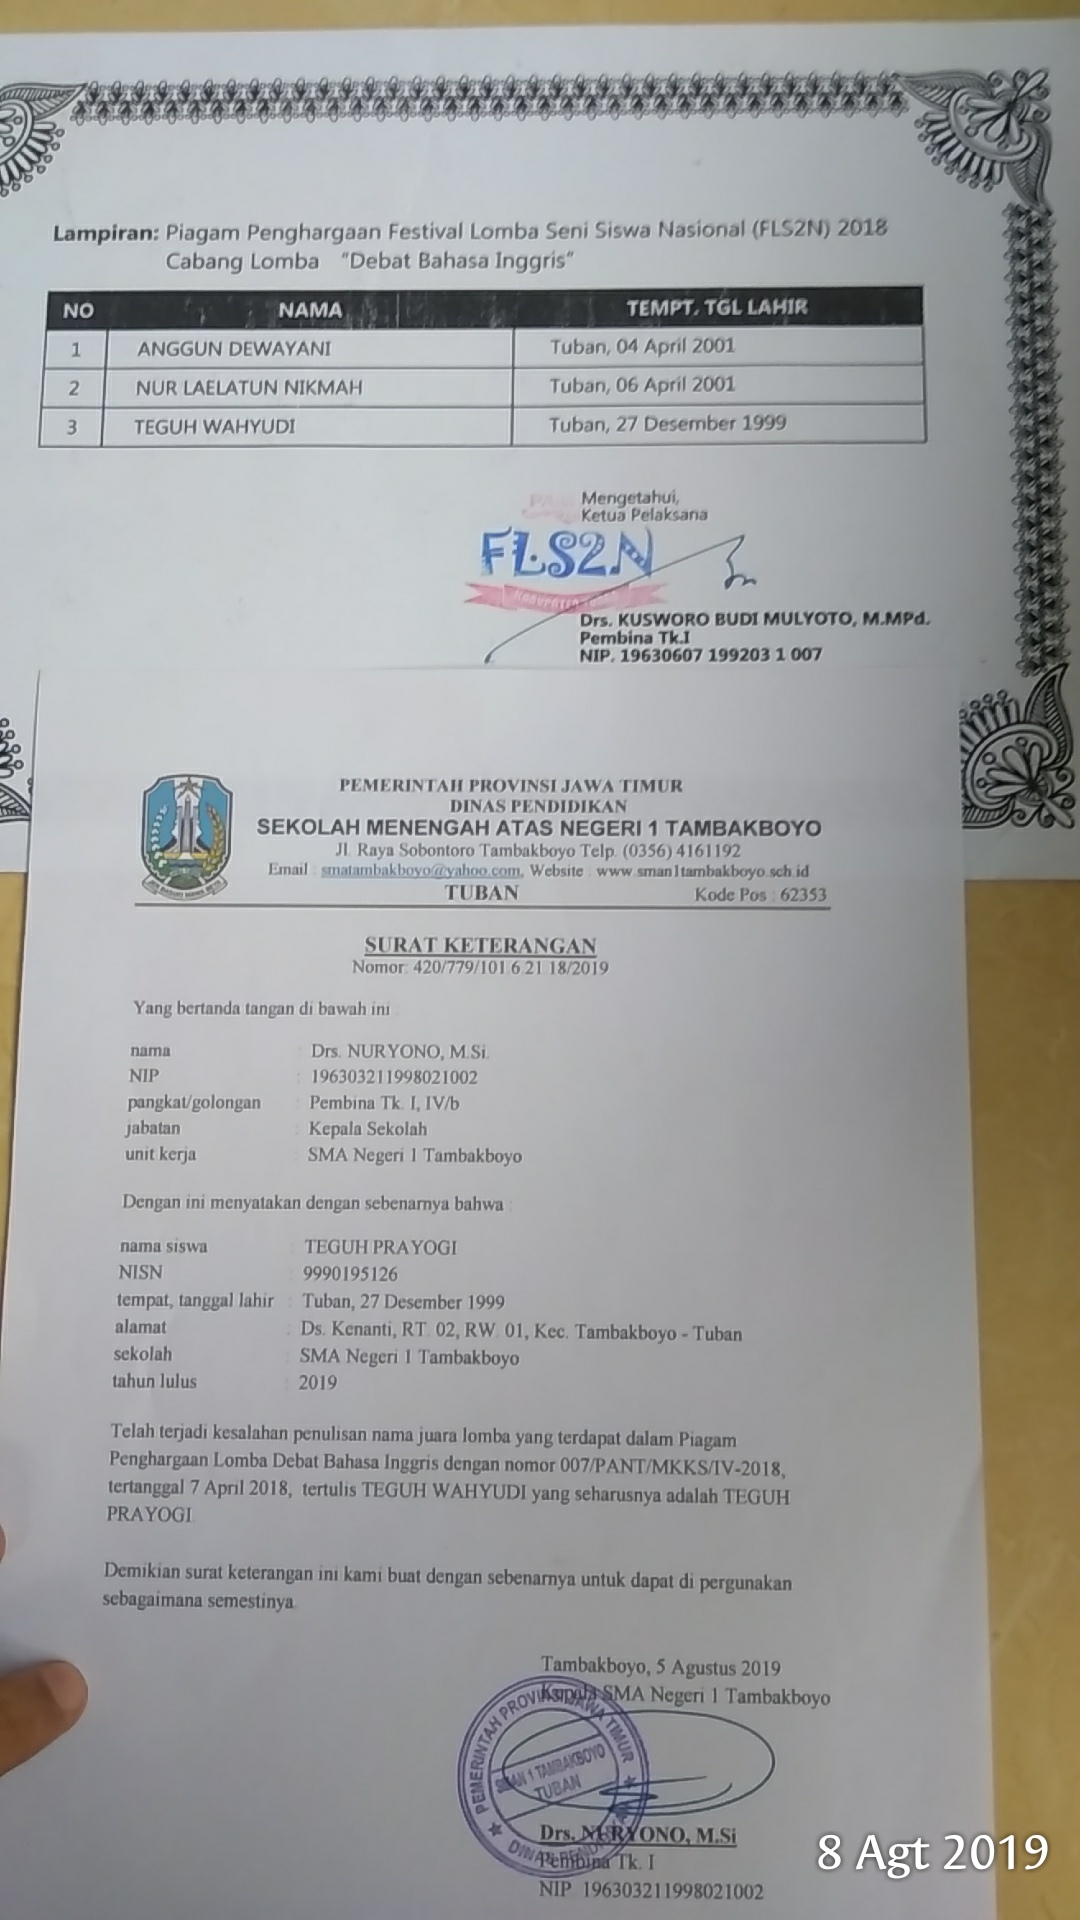 Lampiran: Piagam Penghargaan Festival Lomba Seni Siswa Nasional (FLS2N) 2018
Cabang Lomba "Debat Bahasa Inggris"
NO NAMA TEMPT. TGL LAHIR
1 ANGGUN DEWAYANI Tuban, 04 April 2001
2 NUR LAELATUN NIKMAH Tuban, 06 April 2001
3 TEGUH WAHYUDI Tuban, 27 Desember 1999
Mengetahui,
Ketua Pelaksana
FLS2N
Drs. KUSWORO BUDI MULYOTO, M.MPd.
Pembina Tk.I
NIP. 19630607 199203 1 007
PEMERINTAH PROVINSI JAWA TIMUR
DINAS PENDIDIKAN
SEKOLAH MENENGAH ATAS NEGERI 1 TAMBAKBOYO
Jl. Raya Sobontoro Tambakboyo Telp. (0356) 4161192
Email : smatambakboyo@yahoo.com, Website : www.sman1tambakboyo.sch.id
TUBAN Kode Pos : 62353
SURAT KETERANGAN
Nomor: 420/779/101.6.21.18/2019
Yang bertanda tangan di bawah ini :
nama : Drs. NURYONO, M.Si.
NIP : 196303211998021002
pangkat/golongan : Pembina Tk. I, IV/b
jabatan : Kepala Sekolah
unit kerja : SMA Negeri 1 Tambakboyo
Dengan ini menyatakan dengan sebenarnya bahwa :
nama siswa : TEGUH PRAYOGI
NISN : 9990195126
tempat, tanggal lahir : Tuban, 27 Desember 1999
alamat : Ds. Kenanti, RT. 02, RW. 01, Kec. Tambakboyo - Tuban
sekolah : SMA Negeri 1 Tambakboyo
tahun lulus : 2019
Telah terjadi kesalahan penulisan nama juara lomba yang terdapat dalam Piagam
Penghargaan Lomba Debat Bahasa Inggris dengan nomor 007/PANT/MKKS/IV-2018,
tertanggal 7 April 2018, tertulis TEGUH WAHYUDI yang seharusnya adalah TEGUH
PRAYOGI.
Demikian surat keterangan ini kami buat dengan sebenarnya untuk dapat di pergunakan
sebagaimana semestinya.
Tambakboyo, 5 Agustus 2019
Kepala SMA Negeri 1 Tambakboyo
PEMERINTAH PROVINSI JAWA TIMUR
SMAN 1 TAMBAKBOYO
TUBAN
DINAS PENDIDIKAN
Drs. NURYONO, M.Si
Pembina Tk. I
NIP 196303211998021002
8 Agt 2019